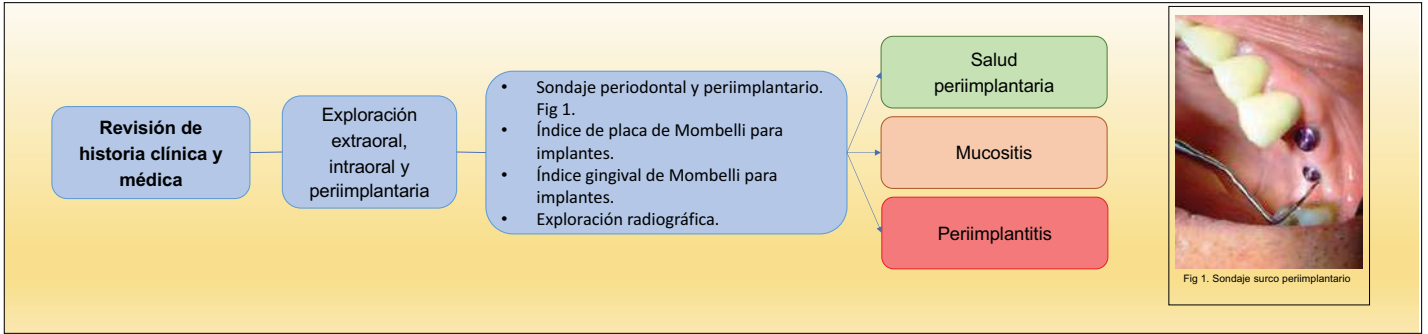 Revisión de
historia clínica y
médica
Exploración
extraoral,
intraoral y
periimplantaria
• Sondaje periodontal y periimplantario.
Fig 1.
• Índice de placa de Mombelli para
implantes.
• Índice gingival de Mombelli para
implantes.
• Exploración radiográfica.
Salud
periimplantaria
Mucositis
Periimplantitis
Fig 1. Sondaje surco periimplantario